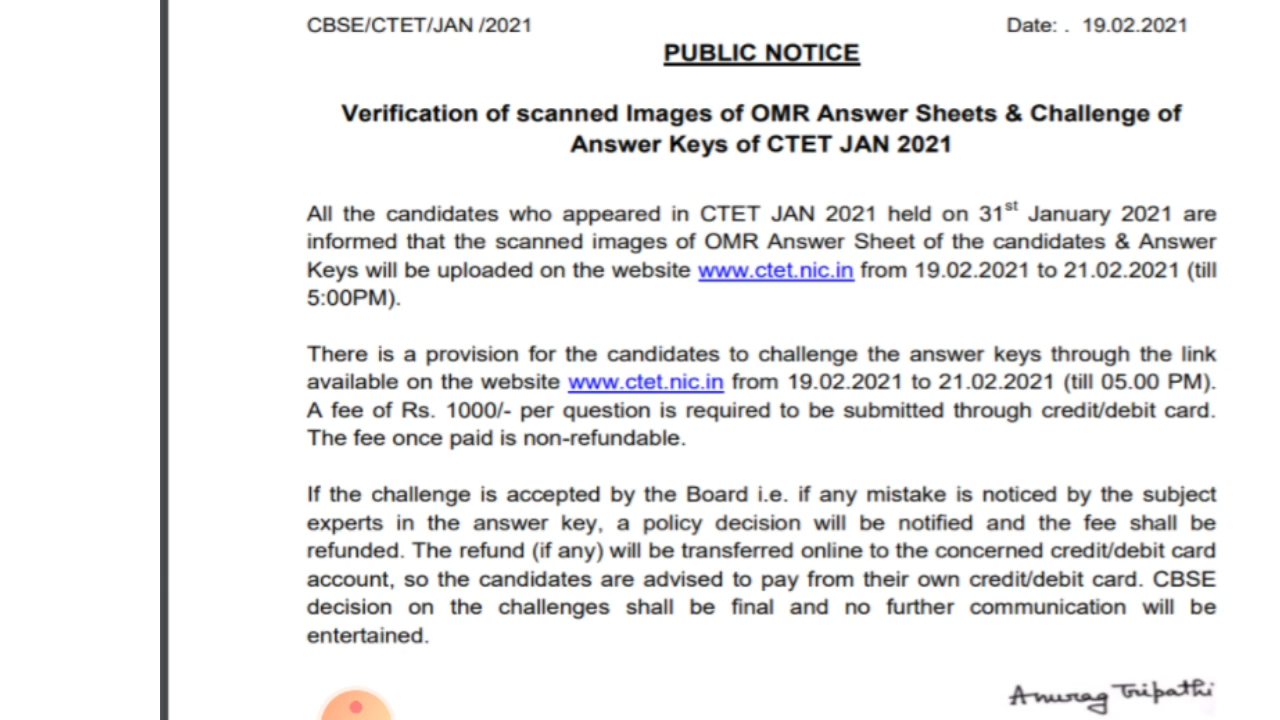 CBSE/CTET/JAN /2021 Date: . 19.02.2021
PUBLIC NOTICE
Verification of scanned Images of OMR Answer Sheets & Challenge of
Answer Keys of CTET JAN 2021
All the candidates who appeared in CTET JAN 2021 held on 31st January 2021 are
informed that the scanned images of OMR Answer Sheet of the candidates & Answer
Keys will be uploaded on the website www.ctet.nic.in from 19.02.2021 to 21.02.2021 (till
5:00PM).
There is a provision for the candidates to challenge the answer keys through the link
available on the website www.ctet.nic.in from 19.02.2021 to 21.02.2021 (till 05.00 PM).
A fee of Rs. 1000/- per question is required to be submitted through credit/debit card.
The fee once paid is non-refundable.
If the challenge is accepted by the Board i.e. if any mistake is noticed by the subject
experts in the answer key, a policy decision will be notified and the fee shall be
refunded. The refund (if any) will be transferred online to the concerned credit/debit card
account, so the candidates are advised to pay from their own credit/debit card. CBSE
decision on the challenges shall be final and no further communication will be
entertained.
Anurag Tripathi